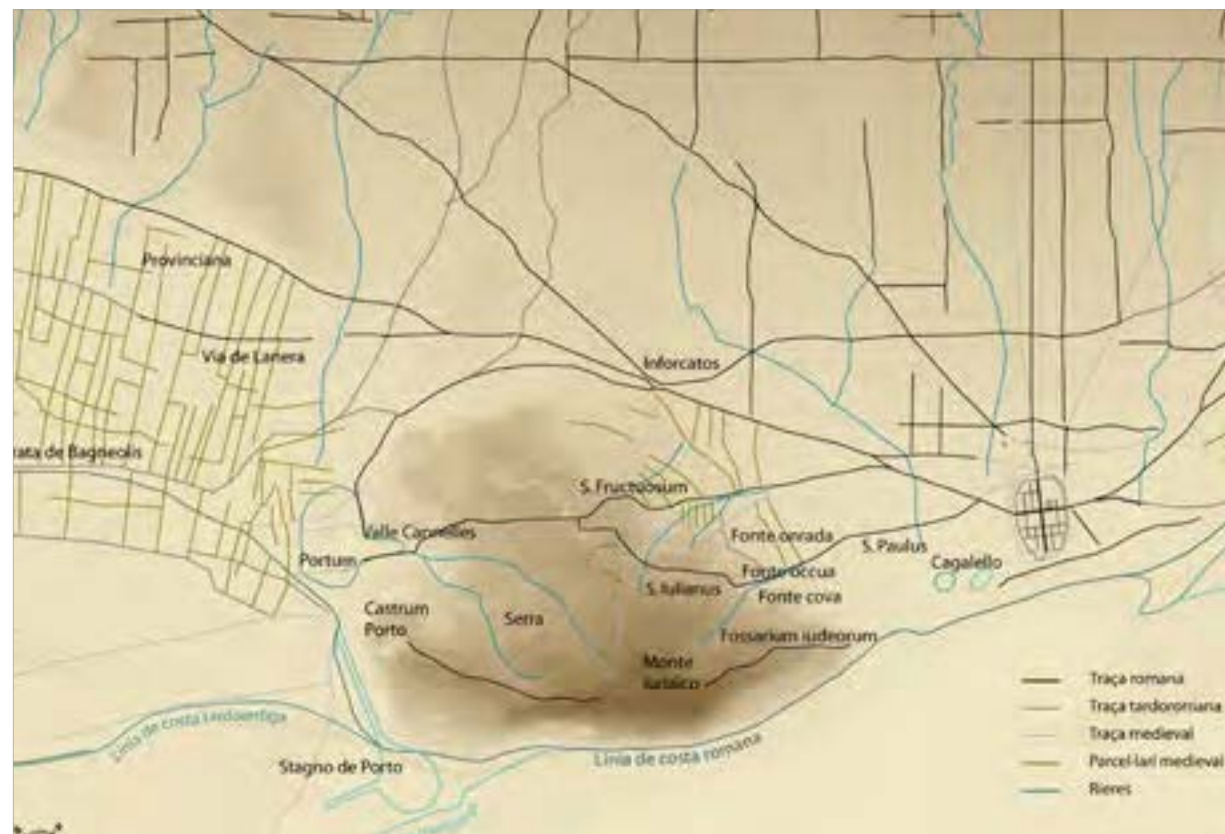 Provinciana
Via de Lanera
Inforcatos
rata de Bagneolis
S. Fructuosum
Valle Cannelles
Fonte onrada
S. Paulus
Portum
Fonte occua
Cagalello
S. Iulianus
Fonte cova
Castrum
Porto
Serra
Fossarium iudeorum
Monte
iudaico
Traça romana
Traça tardoromana
Traça medieval
Parcel·lari medieval
Rieres
Línia de costa tardoantiga
Línia de costa romana
Stagno de Porto